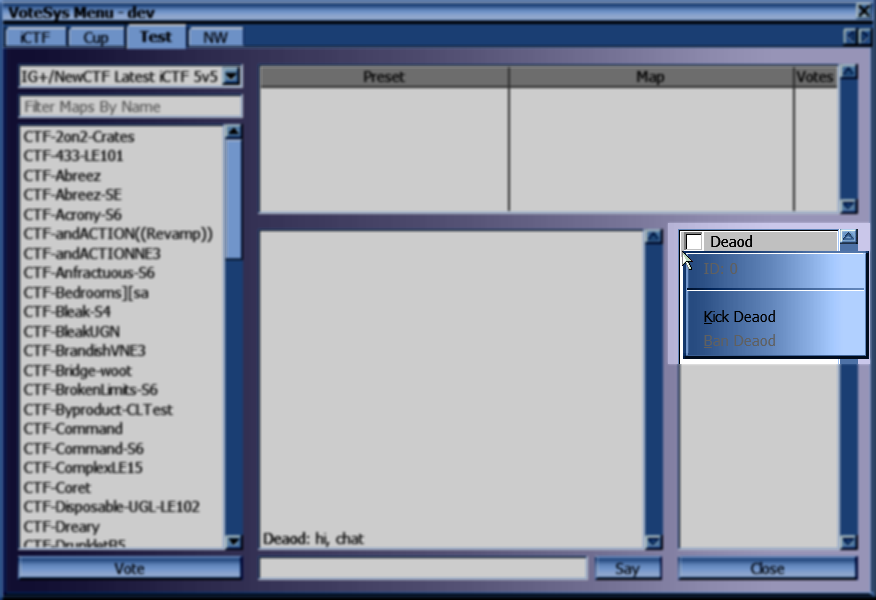 VoteSys Menu - dev
iCTF Cup Test NW
IG+/NewCTF Latest iCTF 5v5
Filter Maps By Name
CTF-2on2-Crates
CTF-433-LE101
CTF-Abreez
CTF-Abreez-SE
CTF-Acrony-S6
CTF-andACTION((Revamp))
CTF-andACTIONNE3
CTF-Anfractuous-S6
CTF-Bedrooms][sa
CTF-Bleak-S4
CTF-BleakUGN
CTF-BrandishVNE3
CTF-Bridge-woot
CTF-BrokenLimits-S6
CTF-Byproduct-CLTest
CTF-Command
CTF-Command-S6
CTF-ComplexLE15
CTF-Coret
CTF-Disposable-UGL-LE102
CTF-Dreary
Vote
Preset Map Votes
Deaod: hi, chat
Say
Deaod
Kick Deaod
Ban Deaod
Close